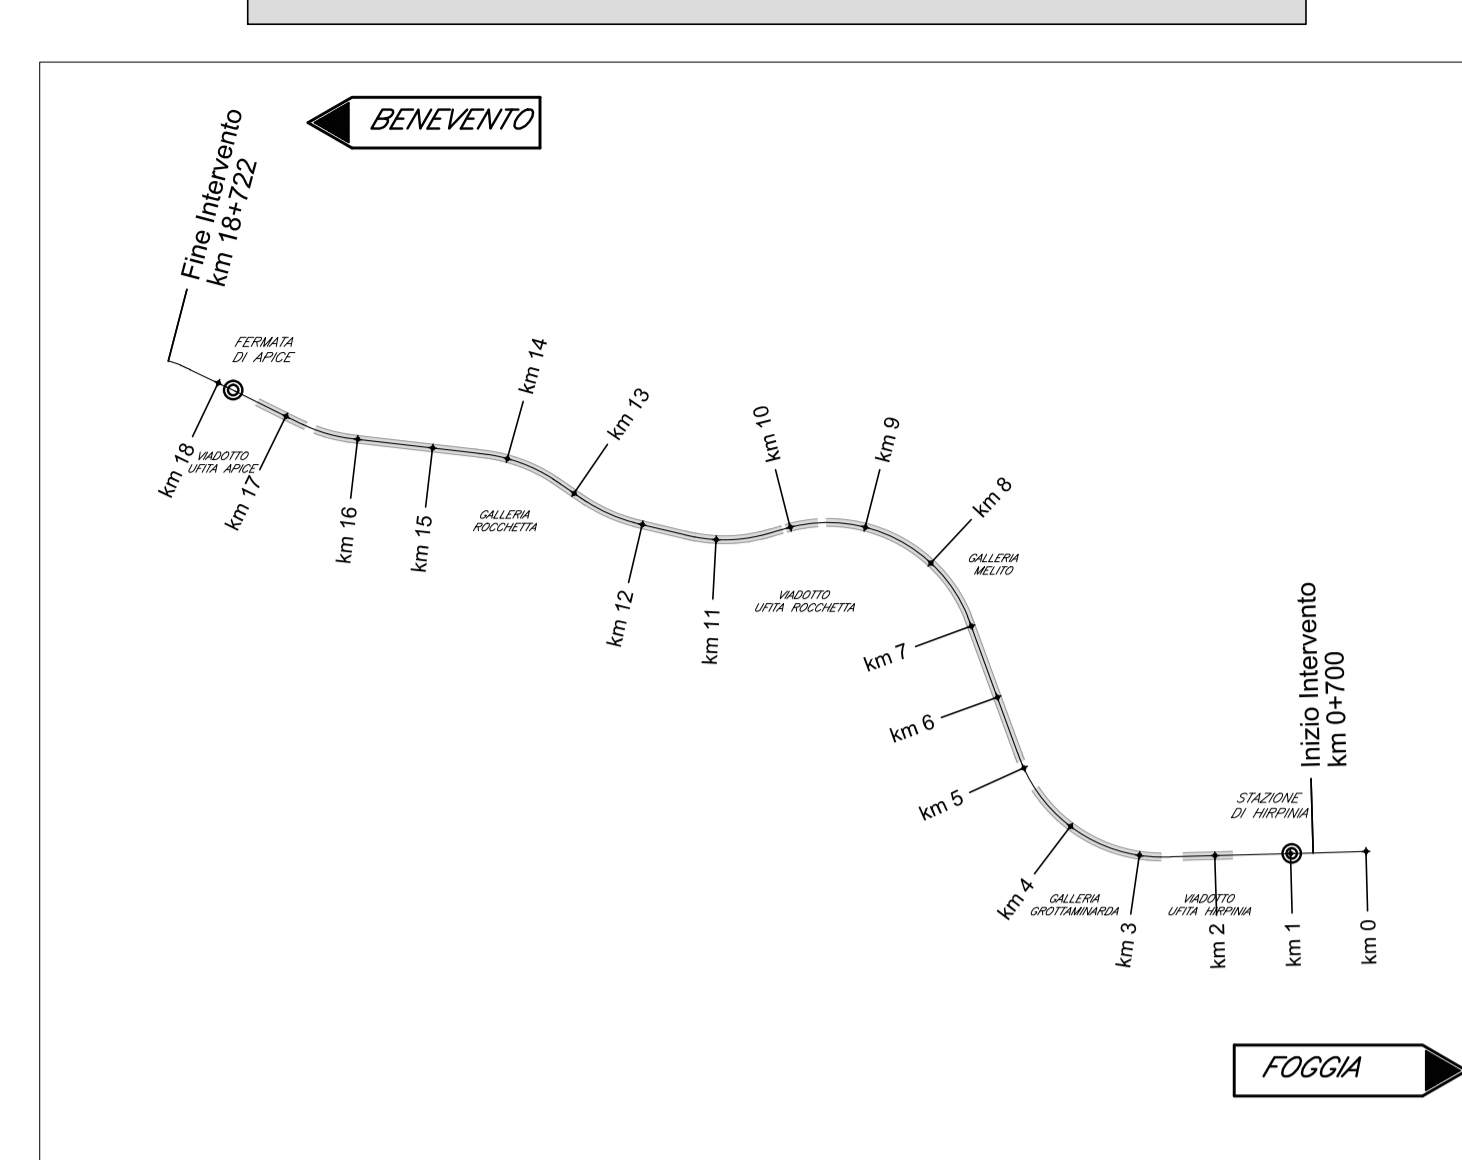 BENEVENTO
Fine Intervento
km 18+722
FERMATA
DI APICE
km 18
VIADOTTO
UFITA APICE
km 17
km 16
km 15
km 14
GALLERIA
ROCCHETTA
km 13
km 12
km 11
km 10
VIADOTTO
UFITA ROCCHETTA
km 9
km 8
GALLERIA
MELITO
km 7
km 6
km 5
km 4
GALLERIA
GROTTAMINARDA
km 3
VIADOTTO
UFITA HIRPINIA
km 2
STAZIONE
DI HIRPINIA
km 1
Inizio Intervento
km 0+700
km 0
FOGGIA